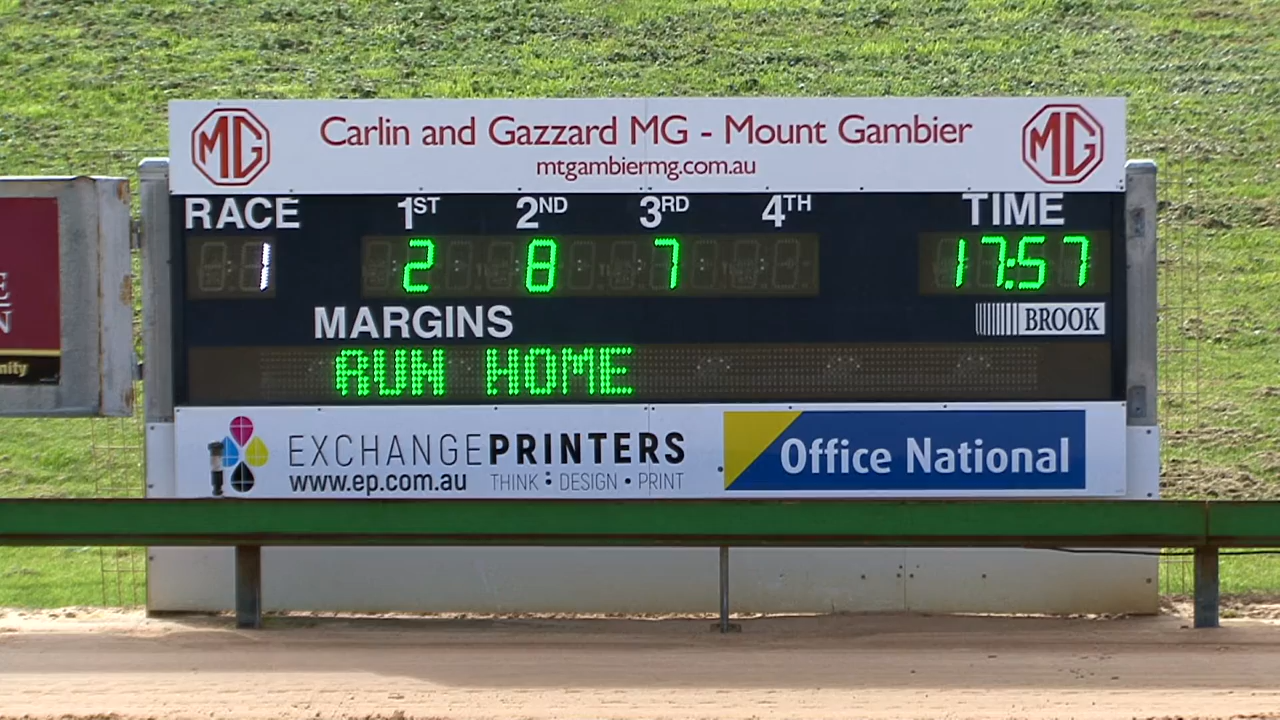 MG Carlin and Gazzard MG - Mount Gambier MG
mtgambiermg.com.au
RACE 1ST 2ND 3RD 4TH TIME
1 2 8 7 17:57
MARGINS BROOK
RUN HOME
EXCHANGEPRINTERS
www.ep.com.au THINK : DESIGN • PRINT
Office National